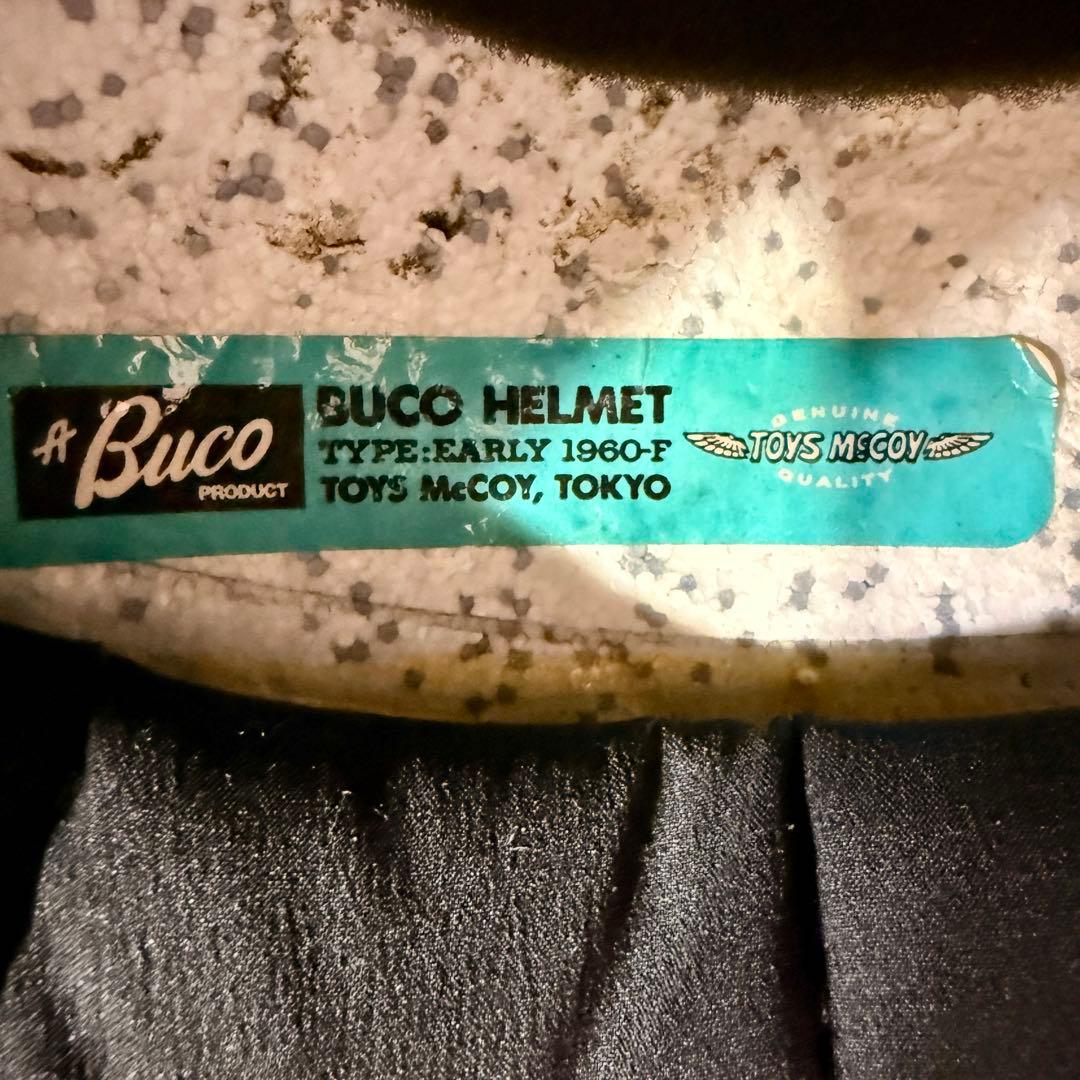 A Buco
PRODUCT
BUCO HELMET
TYPE:EARLY 1960-F
TOYS McCOY, TOKYO
GENUINE
TOYS McCOY
QUALITY